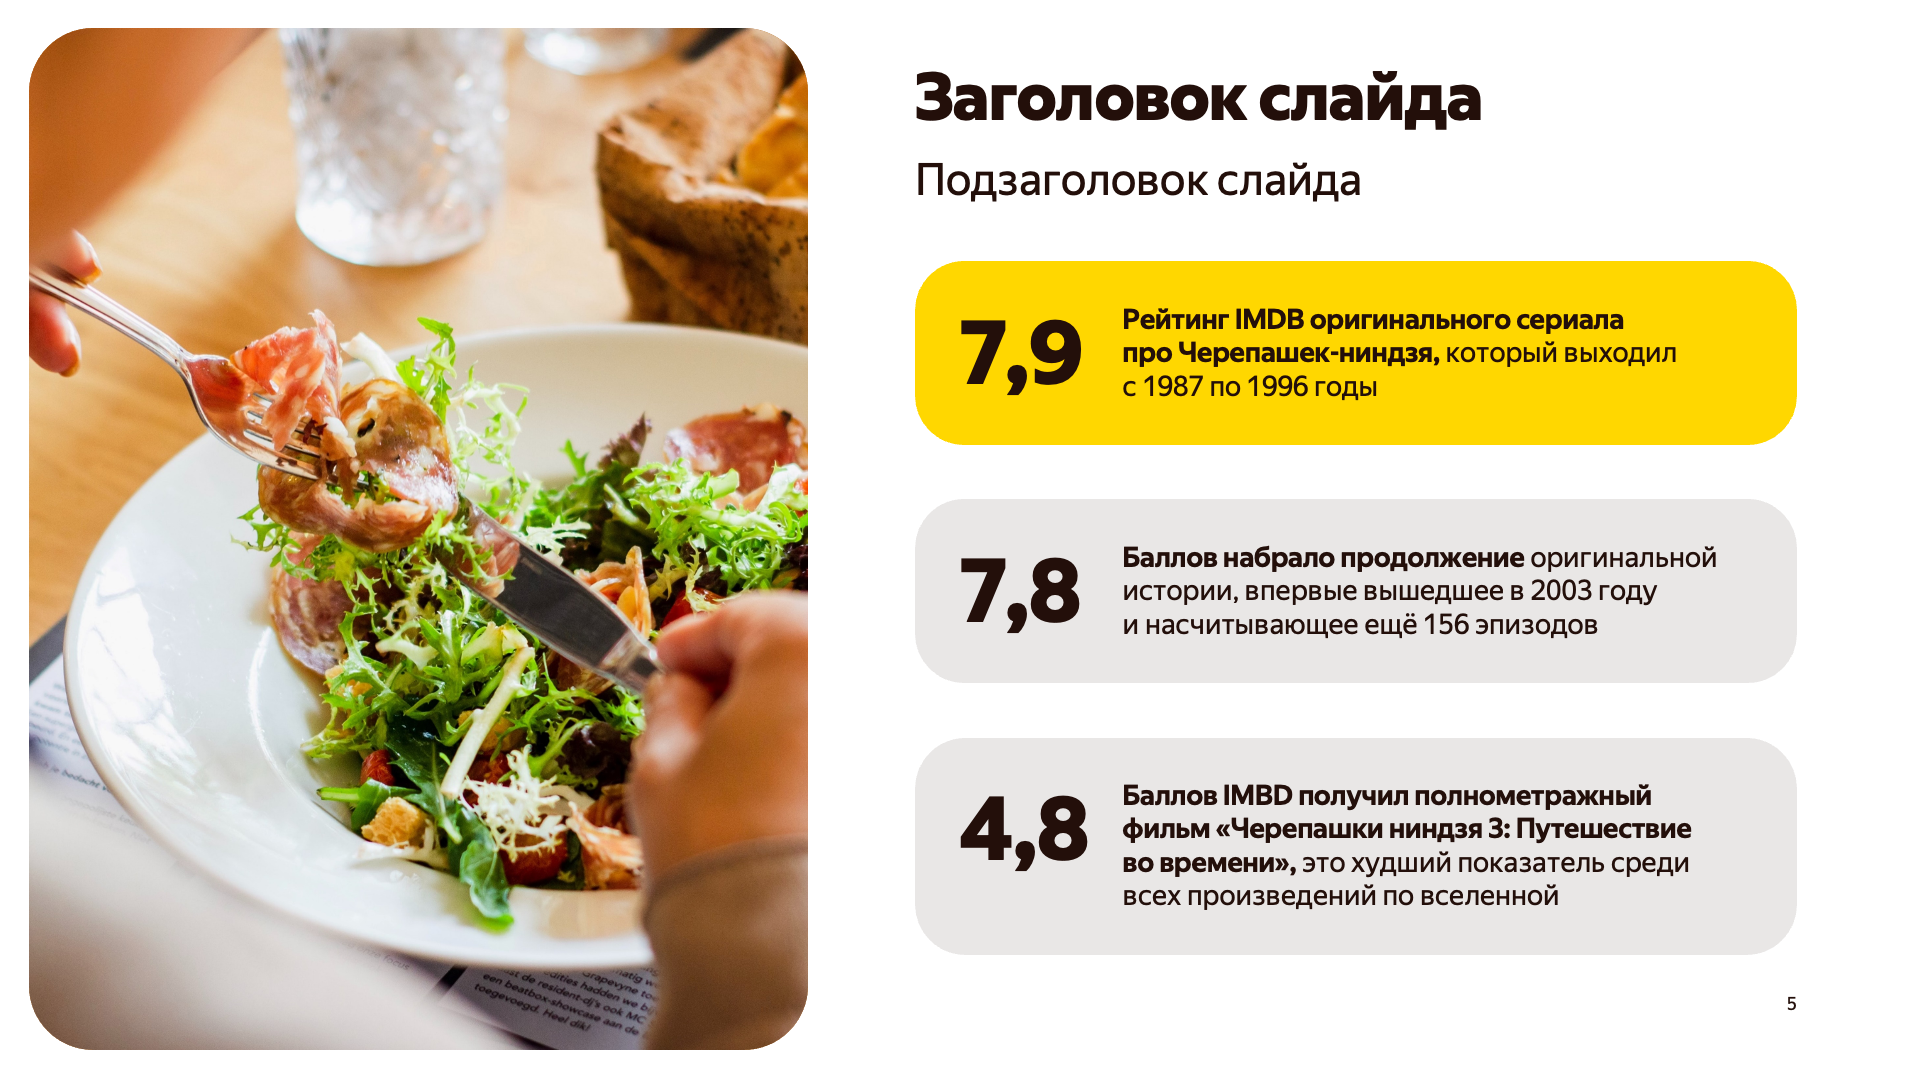 Заголовок слайда
Подзаголовок слайда
7,9
Рейтинг IMDB оригинального сериала
про Черепашек-ниндзя, который выходил
с 1987 по 1996 годы
7,8
Баллов набрало продолжение оригинальной
истории, впервые вышедшее в 2003 году
и насчитывающее ещё 156 эпизодов
4,8
Баллов IMBD получил полнометражный
фильм «Черепашки ниндзя 3: Путешествие
во времени», это худший показатель среди
всех произведений по вселенной
5